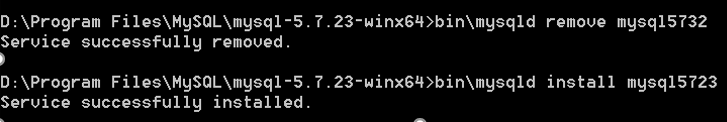 D:\Program Files\MySQL\mysql-5.7.23-winx64>bin\mysqld remove mysql5732
Service successfully removed.
D:\Program Files\MySQL\mysql-5.7.23-winx64>bin\mysqld install mysql5723
Service successfully installed.